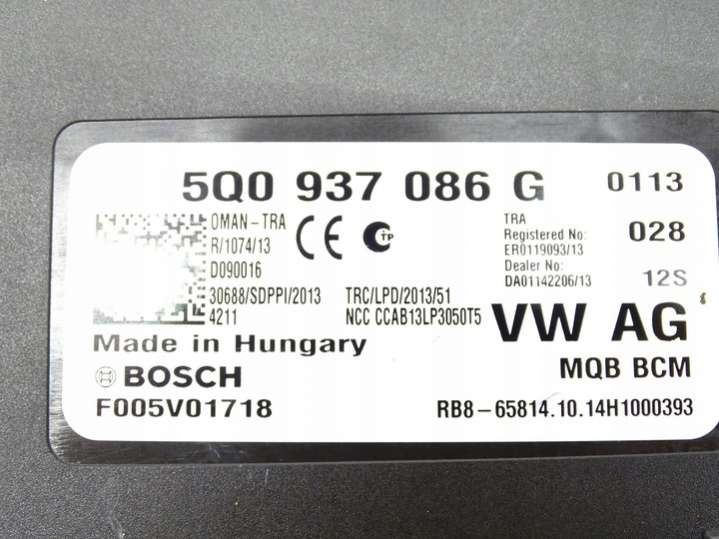 5Q0 937 086 G 0113
OMAN-TRA
R/1074/13
D090016
30688/SDPPI/2013
4211
CE
TP
TRC/LPD/2013/51
NCC CCAB13LP3050T5
TRA
Registered No:
ER0119093/13
Dealer No:
DA01142206/13
028
12S
VW AG
Made in Hungary
MQB BCM
BOSCH
F005V01718
RB8-65814.10.14H1000393